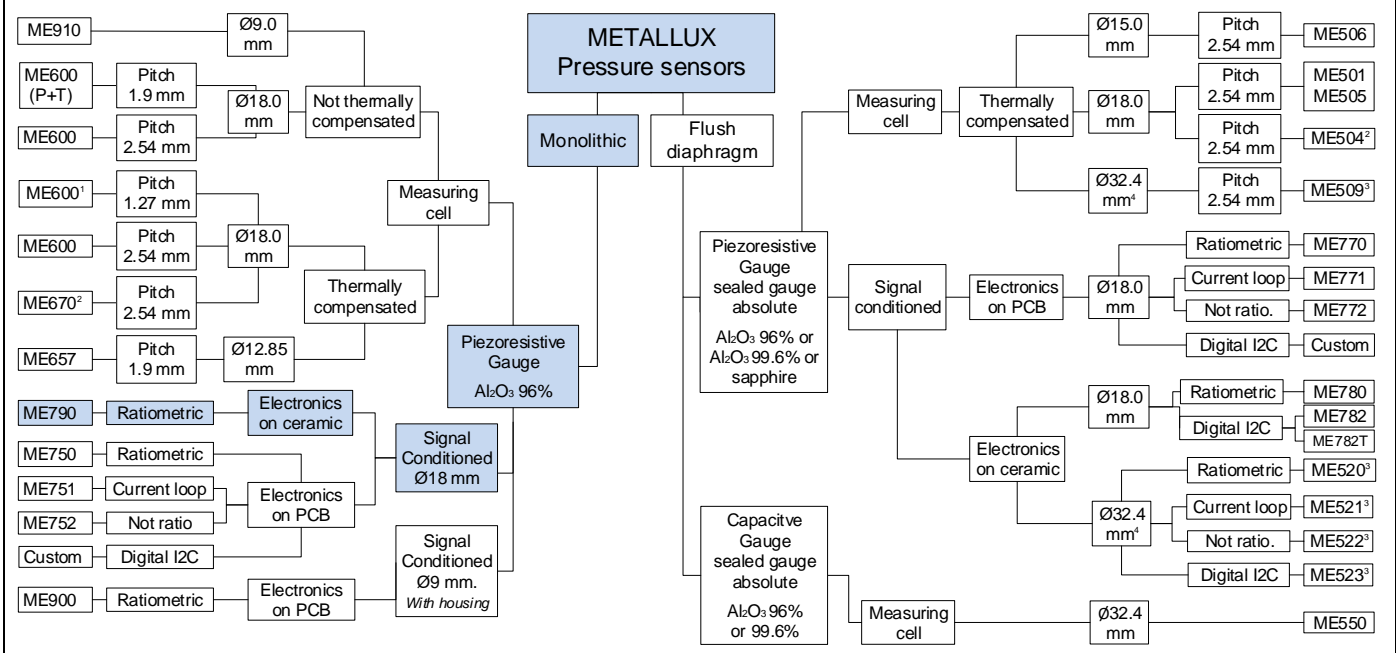 METALLUX
Pressure sensors
Monolithic
Flush
diaphragm
ME910
Ø9.0
mm
ME600
(P+T)
Pitch
1.9 mm
Ø18.0
mm
Not thermally
compensated
ME600
Pitch
2.54 mm
Measuring
cell
ME600¹
Pitch
1.27 mm
ME600
Pitch
2.54 mm
Ø18.0
mm
ME670²
Pitch
2.54 mm
Thermally
compensated
ME657
Pitch
1.9 mm
Ø12.85
mm
Piezoresistive
Gauge
Al₂O₃ 96%
ME790
Ratiometric
Electronics
on ceramic
Signal
Conditioned
Ø18 mm
ME750
Ratiometric
ME751
Current loop
Electronics
on PCB
ME752
Not ratio
Custom
Digital I2C
Signal
Conditioned
Ø9 mm.
With housing
ME900
Ratiometric
Electronics
on PCB
Piezoresistive
Gauge
sealed gauge
absolute
Al₂O₃ 96% or
Al₂O₃ 99.6% or
sapphire
Measuring
cell
Thermally
compensated
Ø15.0
mm
Pitch
2.54 mm
ME506
Ø18.0
mm
Pitch
2.54 mm
ME501
ME505
Pitch
2.54 mm
ME504²
Ø32.4
mm⁴
Pitch
2.54 mm
ME509³
Signal
conditioned
Electronics
on PCB
Ø18.0
mm
Ratiometric
ME770
Current loop
ME771
Not ratio.
ME772
Digital I2C
Custom
Electronics
on ceramic
Ø18.0
mm
Ratiometric
ME780
Digital I2C
ME782
ME782T
Ø32.4
mm⁴
Ratiometric
ME520³
Current loop
ME521³
Not ratio.
ME522³
Digital I2C
ME523³
Capacitve
Gauge
sealed gauge
absolute
Al₂O₃ 96%
or 99.6%
Measuring
cell
Ø32.4
mm
ME550